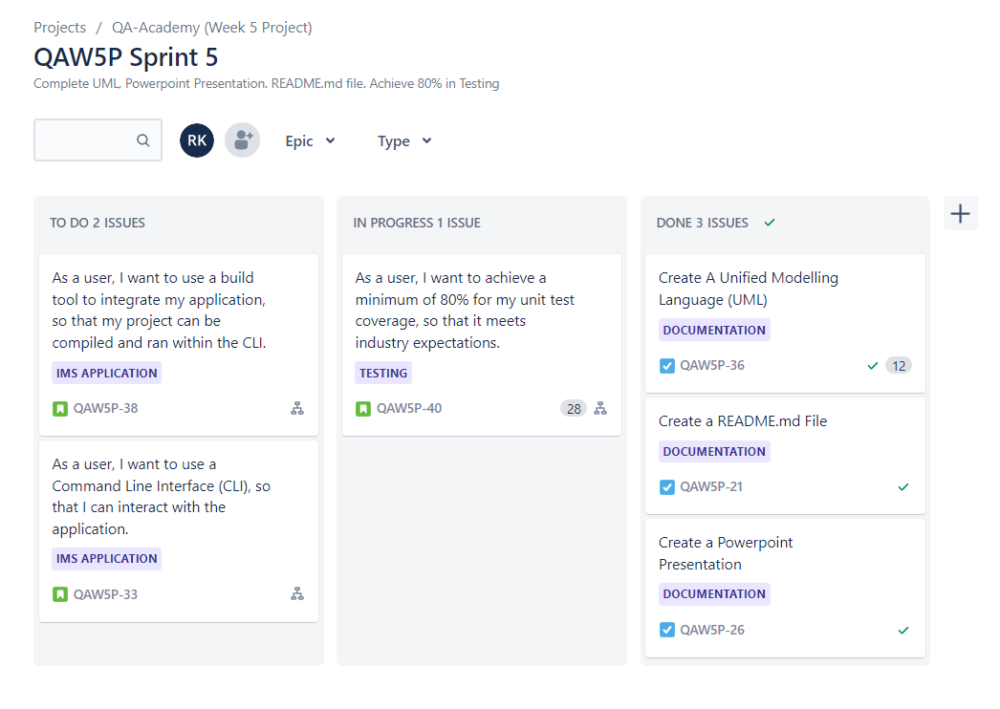 Projects / QA-Academy (Week 5 Project)
QAW5P Sprint 5
Complete UML, Powerpoint Presentation. README.md file. Achieve 80% in Testing
RK
Epic
Type
TO DO 2 ISSUES
As a user, I want to use a build
tool to integrate my application,
so that my project can be
compiled and ran within the CLI.
IMS APPLICATION
QAW5P-38
As a user, I want to use a
Command Line Interface (CLI), so
that I can interact with the
application.
IMS APPLICATION
QAW5P-33
IN PROGRESS 1 ISSUE
As a user, I want to achieve a
minimum of 80% for my unit test
coverage, so that it meets
industry expectations.
TESTING
QAW5P-40 28
DONE 3 ISSUES
Create A Unified Modelling
Language (UML)
DOCUMENTATION
QAW5P-36 12
Create a README.md File
DOCUMENTATION
QAW5P-21
Create a Powerpoint
Presentation
DOCUMENTATION
QAW5P-26